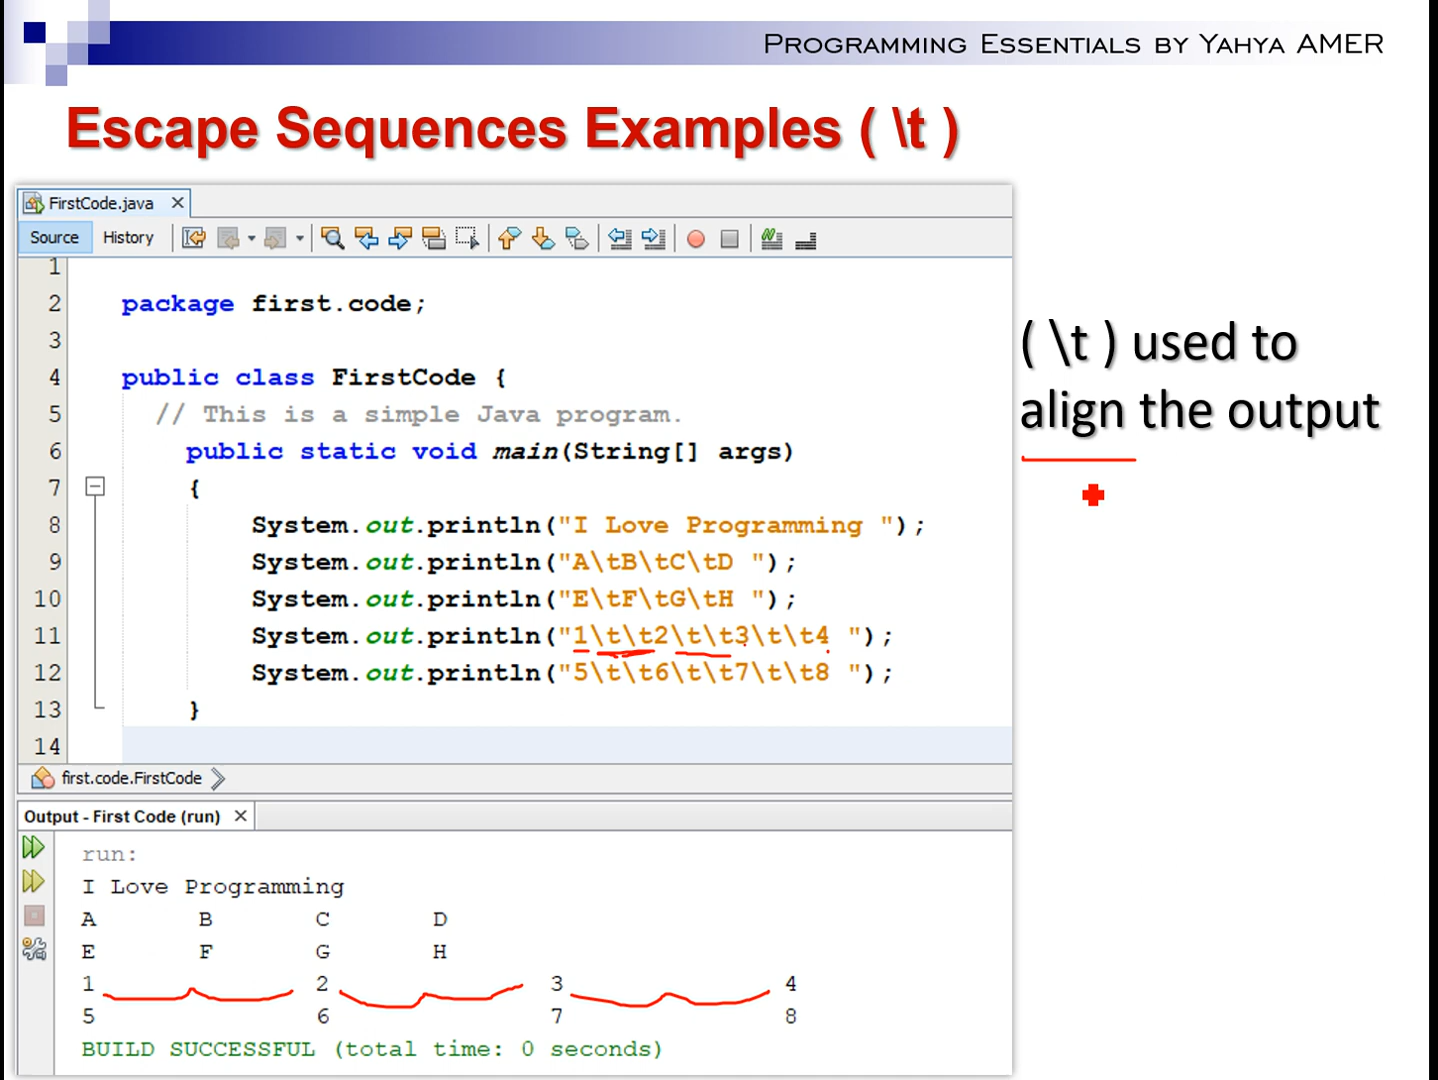 PROGRAMMING ESSENTIALS BY YAHYA AMER
Escape Sequences Examples ( \t )
FirstCode.java
Source History
1
2 package first.code;
3
4 public class FirstCode {
5 // This is a simple Java program.
6 public static void main(String[] args)
7 {
8 System.out.println("I Love Programming ");
9 System.out.println("A\tB\tC\tD ");
10 System.out.println("E\tF\tG\tH ");
11 System.out.println("1\t\t2\t\t3\t\t4 ");
12 System.out.println("5\t\t6\t\t7\t\t8 ");
13 }
14
first.code.FirstCode
( \t ) used to
align the output
Output - First Code (run)
run:
I Love Programming
A B C D
E F G H
1 2 3 4
5 6 7 8
BUILD SUCCESSFUL (total time: 0 seconds)